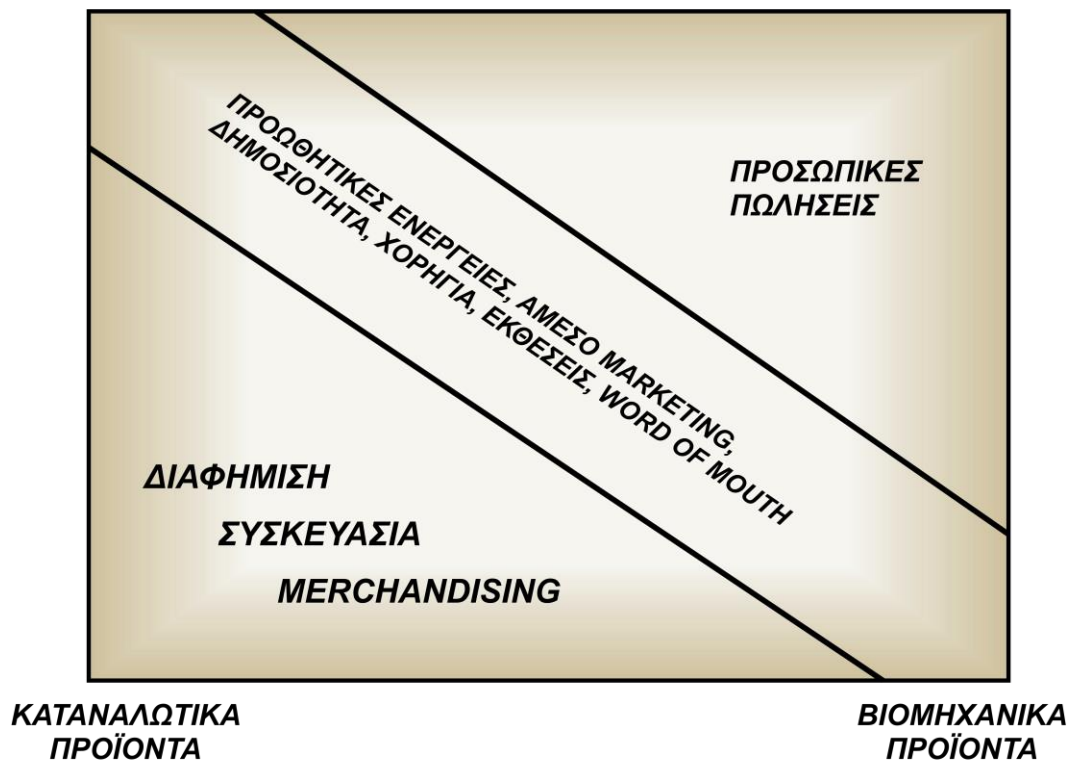 ΠΡΟΩΘΗΤΙΚΕΣ ΕΝΕΡΓΕΙΕΣ, ΑΜΕΣΟ MARKETING,
ΔΗΜΟΣΙΟΤΗΤΑ, ΧΟΡΗΓΙΑ, ΕΚΘΕΣΕΙΣ, WORD OF MOUTH
ΠΡΟΣΩΠΙΚΕΣ
ΠΩΛΗΣΕΙΣ
ΔΙΑΦΗΜΙΣΗ
ΣΥΣΚΕΥΑΣΙΑ
MERCHANDISING
ΚΑΤΑΝΑΛΩΤΙΚΑ
ΠΡΟΪΟΝΤΑ
ΒΙΟΜΗΧΑΝΙΚΑ
ΠΡΟΪΟΝΤΑ